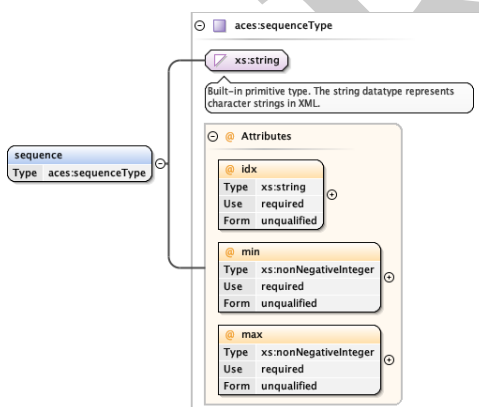 aces:sequenceType
xs:string
Built-in primitive type. The string datatype represents
character strings in XML.
@ Attributes
sequence
Type aces:sequenceType
@ idx
Type xs:string
Use required
Form unqualified
@ min
Type xs:nonNegativeInteger
Use required
Form unqualified
@ max
Type xs:nonNegativeInteger
Use required
Form unqualified